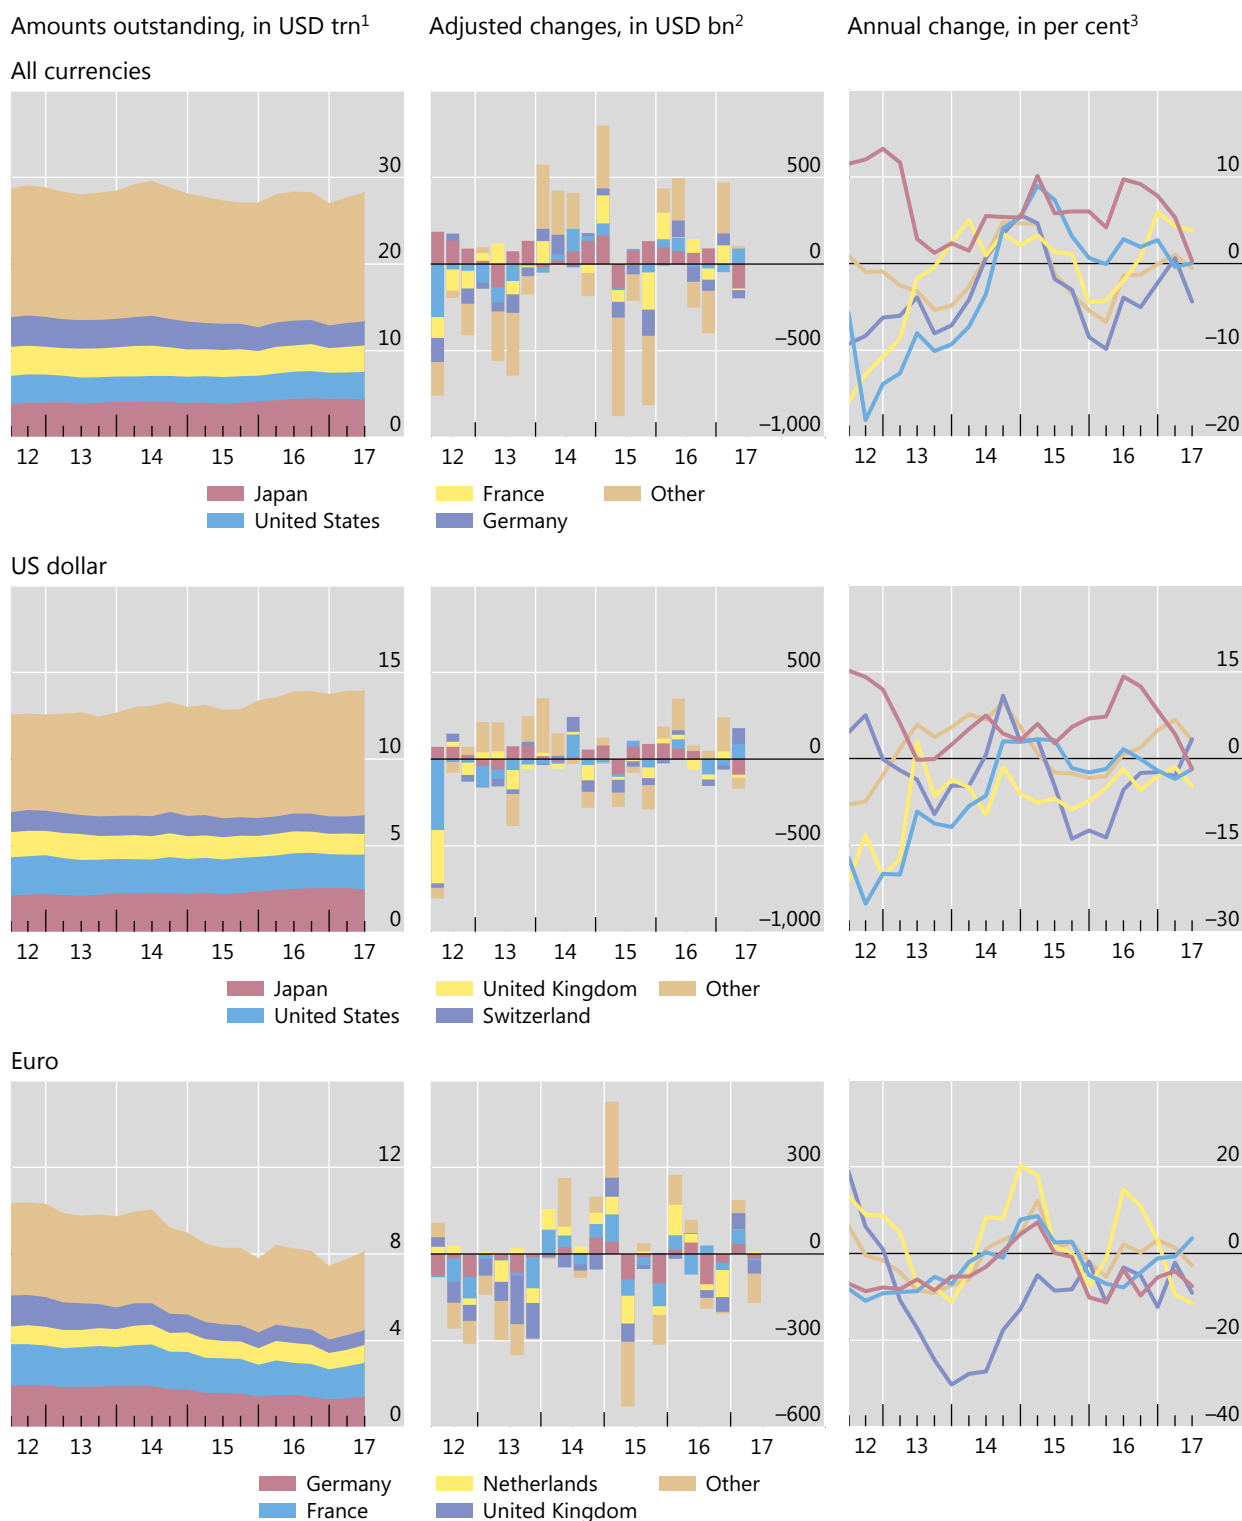 Amounts outstanding, in USD trn1 Adjusted changes, in USD bn2 Annual change, in per cent3
All currencies
30 500 10
20 0 0
10 –500 –10
0 –1,000 –20
12 13 14 15 16 17 12 13 14 15 16 17 12 13 14 15 16 17
Japan France Other
United States Germany
US dollar
15 500 15
10 0 0
5 –500 –15
0 –1,000 –30
12 13 14 15 16 17 12 13 14 15 16 17 12 13 14 15 16 17
Japan United Kingdom Other
United States Switzerland
Euro
12 300 20
8 0 0
4 –300 –20
0 –600 –40
12 13 14 15 16 17 12 13 14 15 16 17 12 13 14 15 16 17
Germany Netherlands Other
France United Kingdom